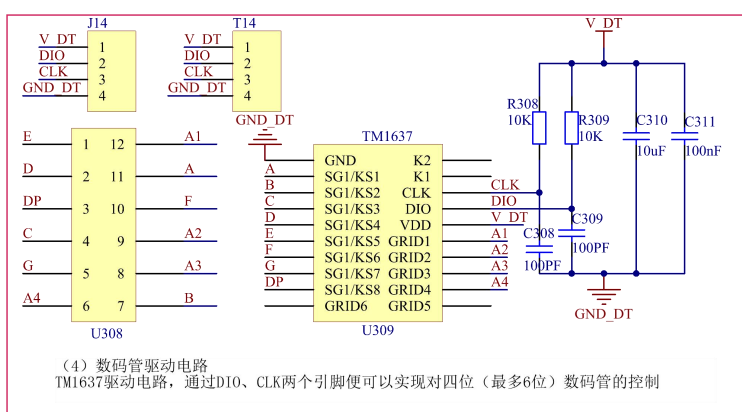 J14
V_DT 1
DIO 2
CLK 3
GND_DT 4
T14
V_DT 1
DIO 2
CLK 3
GND_DT 4
E 1 12 A1
D 2 11 A
DP 3 10 F
C 4 9 A2
G 5 8 A3
A4 6 7 B
U308
GND_DT
TM1637
GND K2
A SG1/KS1 K1
B SG1/KS2 CLK CLK
C SG1/KS3 DIO DIO
D SG1/KS4 VDD V_DT
E SG1/KS5 GRID1 A1
F SG1/KS6 GRID2 A2
G SG1/KS7 GRID3 A3
DP SG1/KS8 GRID4 A4
GRID6 GRID5
U309
V_DT
R308
10K
R309
10K
C310
10uF
C311
100nF
C308
100PF
C309
100PF
GND_DT
（4）数码管驱动电路
TM1637驱动电路，通过DIO、CLK两个引脚便可以实现对四位（最多6位）数码管的控制